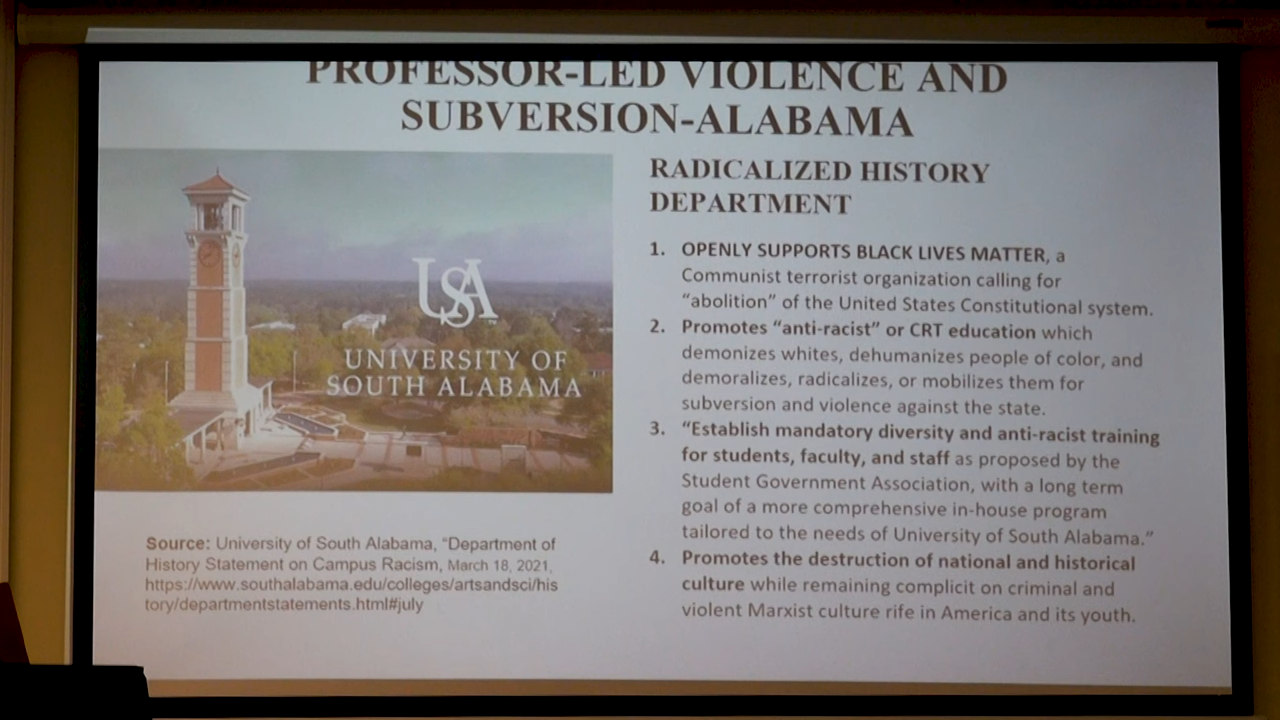 PROFESSOR-LED VIOLENCE AND
SUBVERSION-ALABAMA
USA
UNIVERSITY OF
SOUTH ALABAMA
Source: University of South Alabama, “Department of
History Statement on Campus Racism, March 18, 2021,
https://www.southalabama.edu/colleges/artsandsci/his
tory/departmentstatements.html#july
RADICALIZED HISTORY
DEPARTMENT
1. OPENLY SUPPORTS BLACK LIVES MATTER, a
Communist terrorist organization calling for
“abolition” of the United States Constitutional system.
2. Promotes “anti-racist” or CRT education which
demonizes whites, dehumanizes people of color, and
demoralizes, radicalizes, or mobilizes them for
subversion and violence against the state.
3. “Establish mandatory diversity and anti-racist training
for students, faculty, and staff as proposed by the
Student Government Association, with a long term
goal of a more comprehensive in-house program
tailored to the needs of University of South Alabama.”
4. Promotes the destruction of national and historical
culture while remaining complicit on criminal and
violent Marxist culture rife in America and its youth.